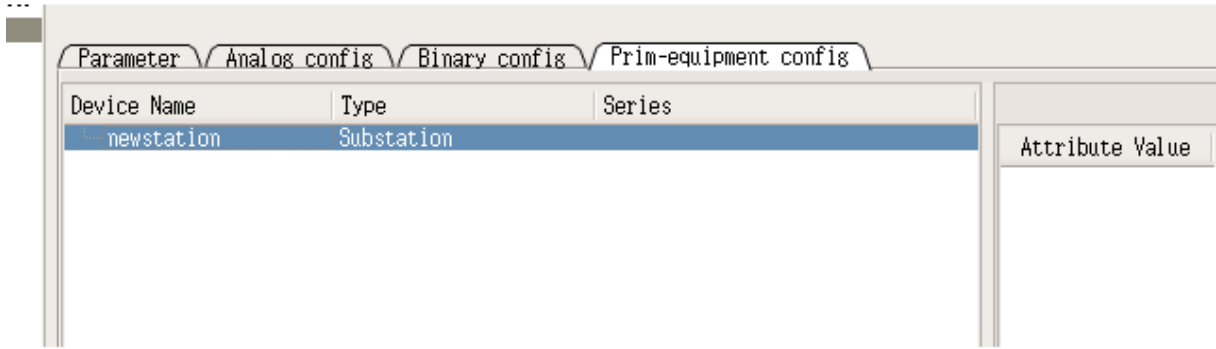 Parameter Analog config Binary config Prim-equipment config
Device Name Type Series
newstation Substation
Attribute Value